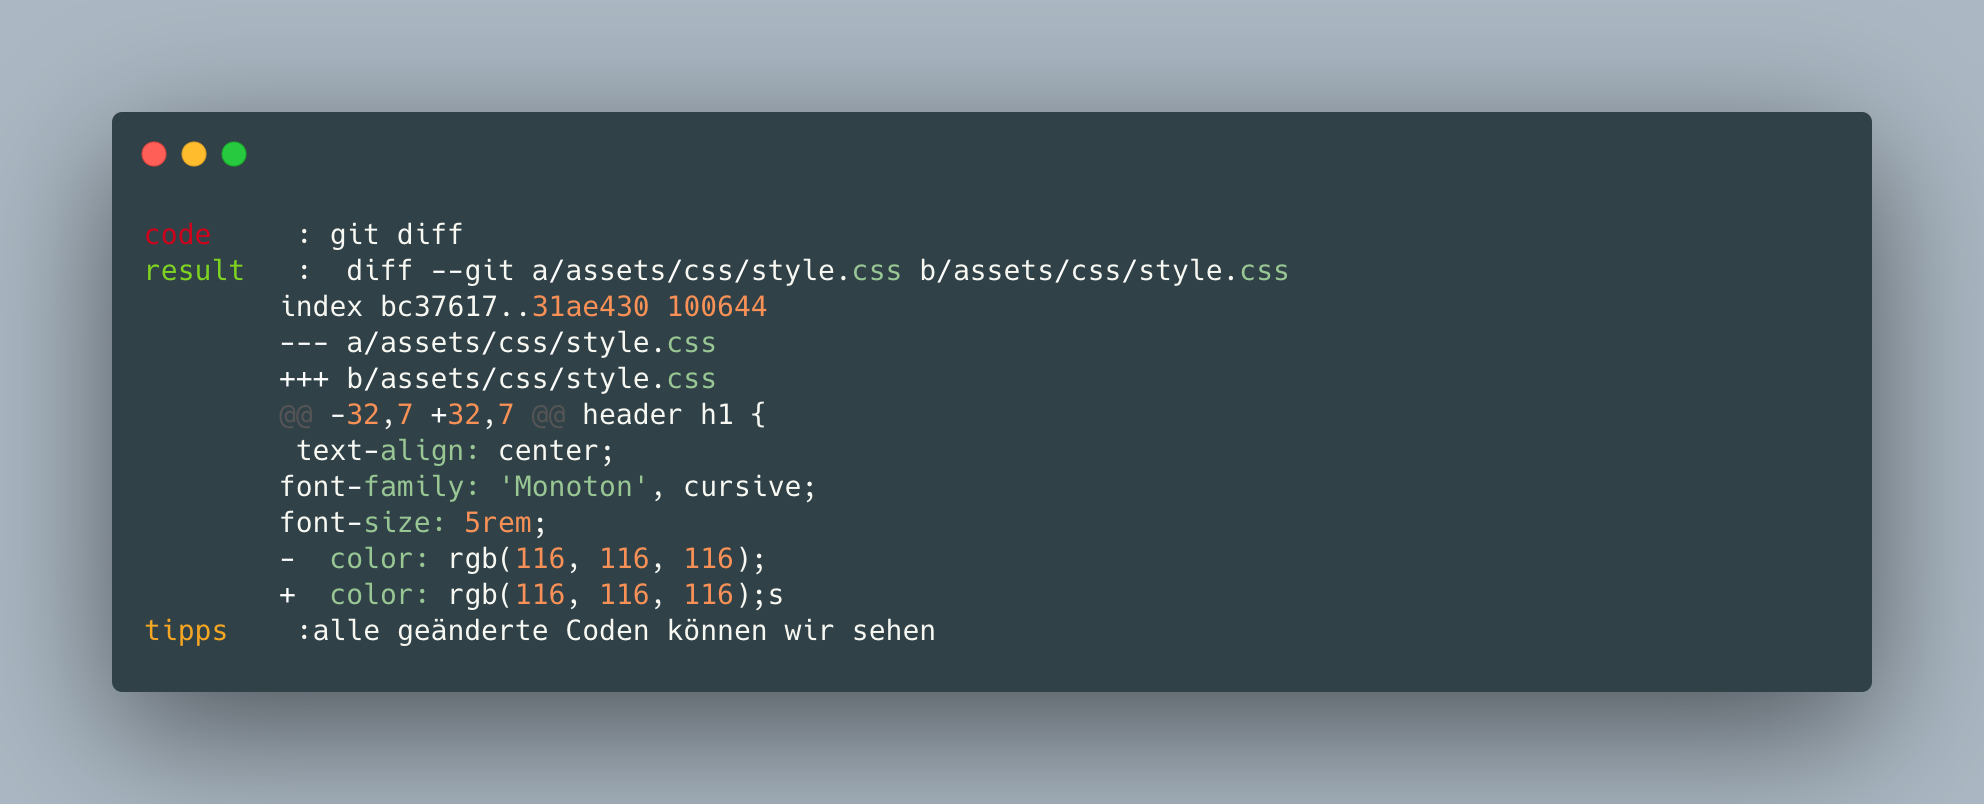 code     : git diff
result   :  diff --git a/assets/css/style.css b/assets/css/style.css
        index bc37617..31ae430 100644
        --- a/assets/css/style.css
        +++ b/assets/css/style.css
        @@ -32,7 +32,7 @@ header h1 {
         text-align: center;
        font-family: 'Monoton', cursive;
        font-size: 5rem;
        -  color: rgb(116, 116, 116);
        +  color: rgb(116, 116, 116);s
tipps    :alle geänderte Coden können wir sehen